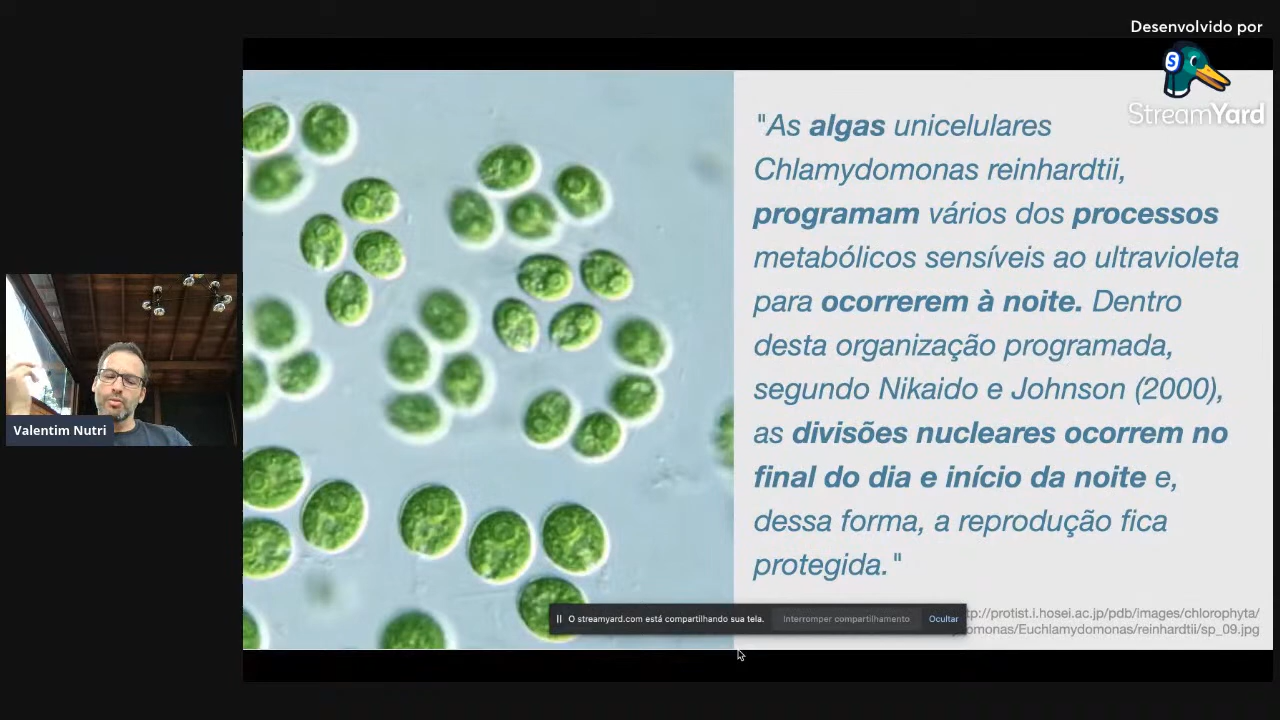 Desenvolvido por
StreamYard
"As algas unicelulares
Chlamydomonas reinhardtii,
programam vários dos processos
metabólicos sensíveis ao ultravioleta
para ocorrerem à noite. Dentro
desta organização programada,
segundo Nikaido e Johnson (2000),
as divisões nucleares ocorrem no
final do dia e início da noite e,
dessa forma, a reprodução fica
protegida."
Valentim Nutri
O streamyard.com está compartilhando sua tela.
Interromper compartilhamento
Ocultar
tp://protist.i.hosei.ac.jp/pdb/images/chlorophyta/
omonas/Euchlamydomonas/reinhardtii/sp_09.jpg